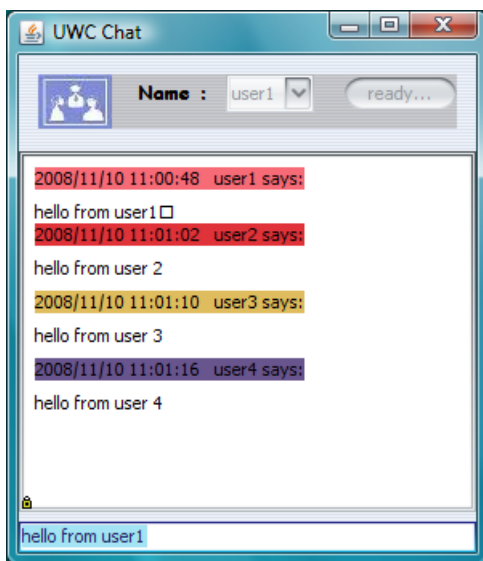 UWC Chat
Name : user1 ready...
2008/11/10 11:00:48 user1 says:
hello from user1□
2008/11/10 11:01:02 user2 says:
hello from user 2
2008/11/10 11:01:10 user3 says:
hello from user 3
2008/11/10 11:01:16 user4 says:
hello from user 4
hello from user1